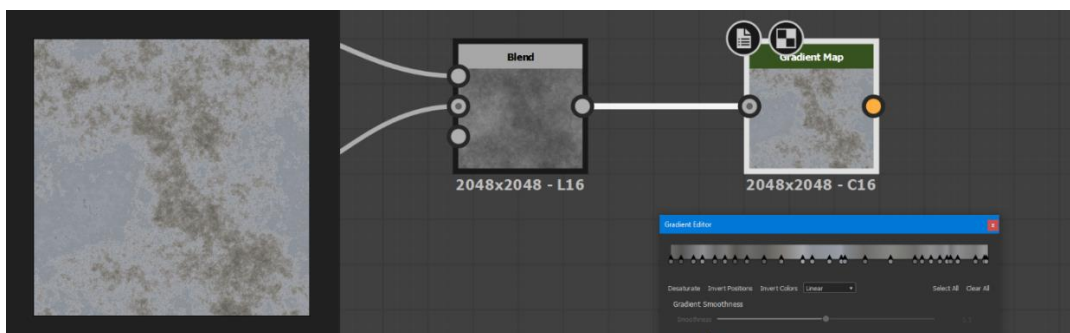 Blend
Gradient Map
2048x2048 - L16
2048x2048 - C16
Gradient Editor
Desaturate Invert Positions Invert Colors Linear Select All Clear All
Gradient Smoothness
Smoothness